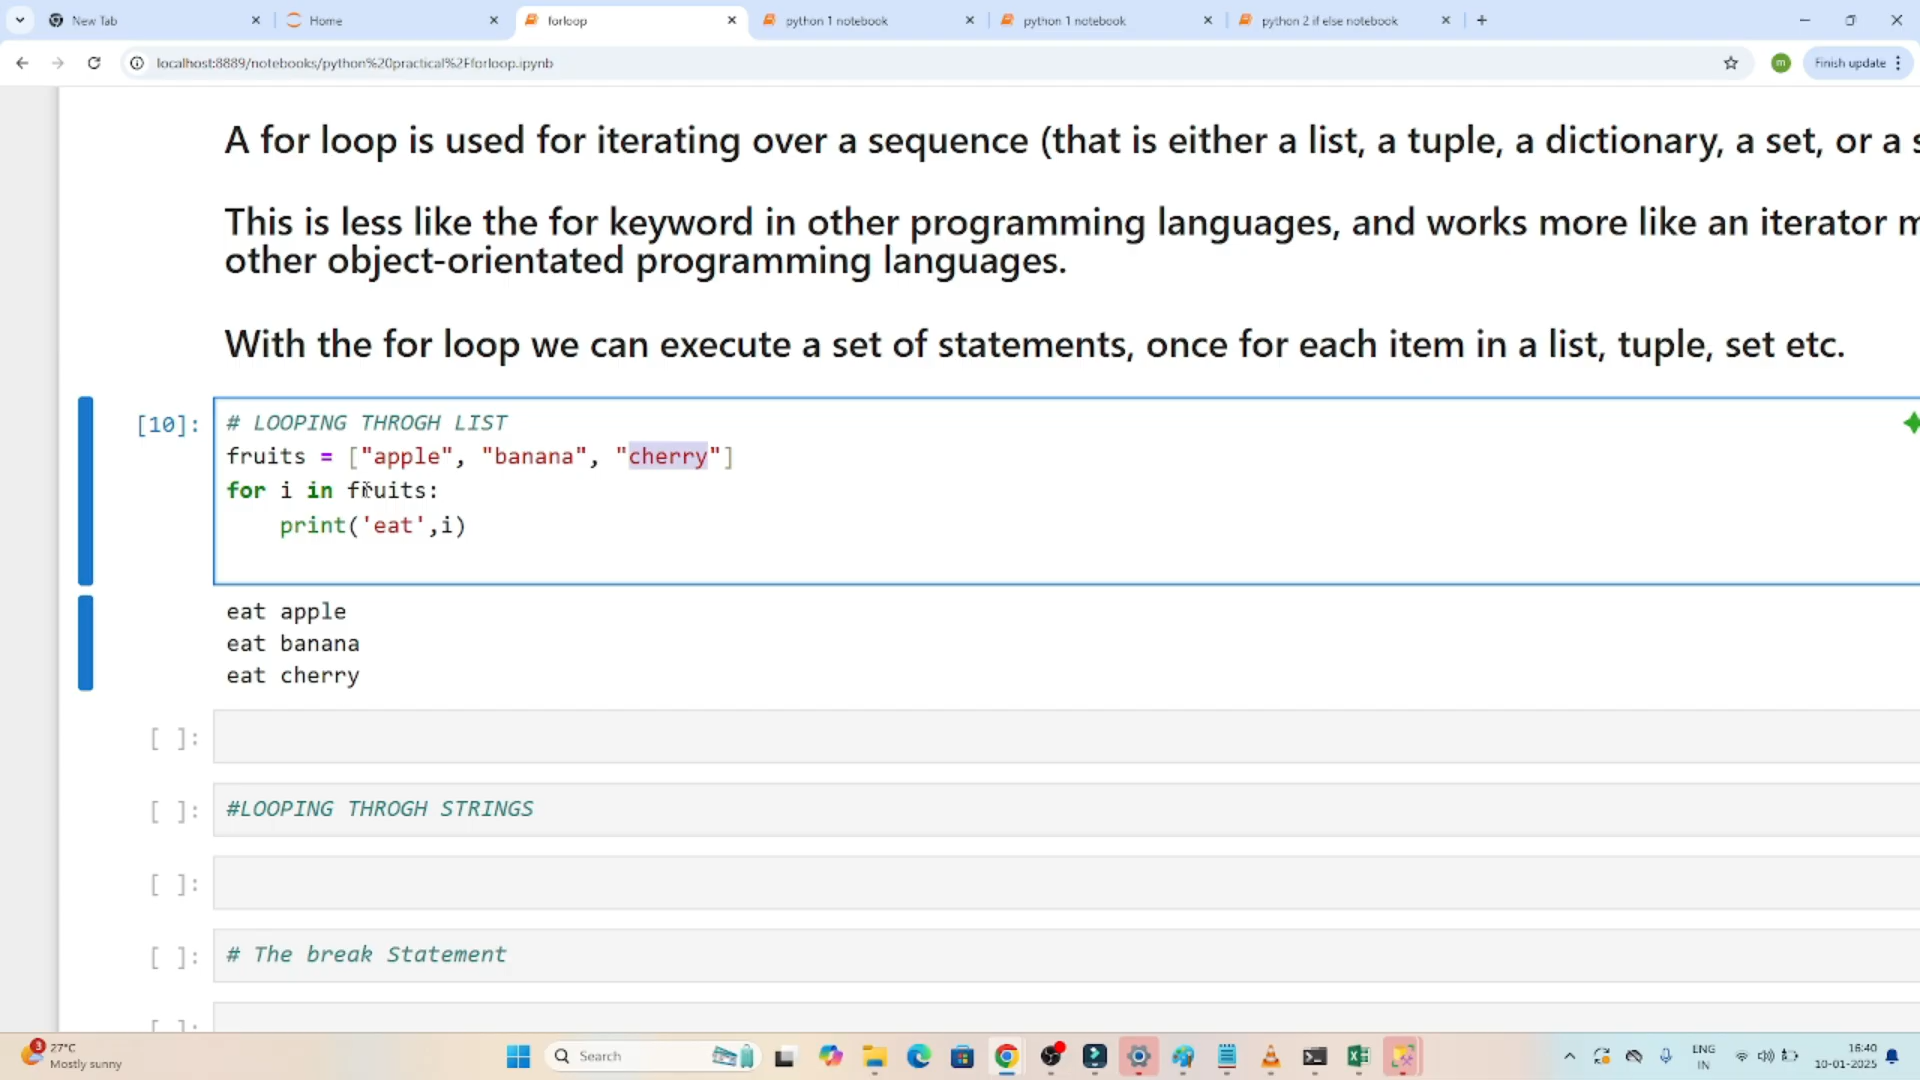 New Tab
Home
forloop
python 1 notebook
python 1 notebook
python 2 if else notebook
localhost:8889/notebooks/python%20practical%2Fforloop.ipynb
m
Finish update
A for loop is used for iterating over a sequence (that is either a list, a tuple, a dictionary, a set, or a s
This is less like the for keyword in other programming languages, and works more like an iterator m
other object-orientated programming languages.
With the for loop we can execute a set of statements, once for each item in a list, tuple, set etc.
[10]:
# LOOPING THROGH LIST
fruits = ["apple", "banana", "cherry"]
for i in fruits:
    print('eat',i)
eat apple
eat banana
eat cherry
[ ]:
[ ]:
#LOOPING THROGH STRINGS
[ ]:
[ ]:
# The break Statement
[ ]:
3
27°C
Mostly sunny
Search
ENG
IN
16:40
10-01-2025